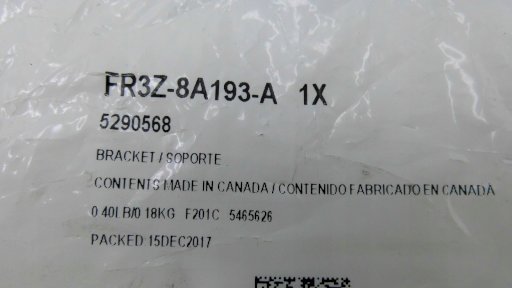 FR3Z-8A193-A 1X
5290568
BRACKET / SOPORTE
CONTENTS MADE IN CANADA / CONTENIDO FABRICADO EN CANADA
0.40LB/0.18KG F201C 5465626
PACKED 15DEC2017